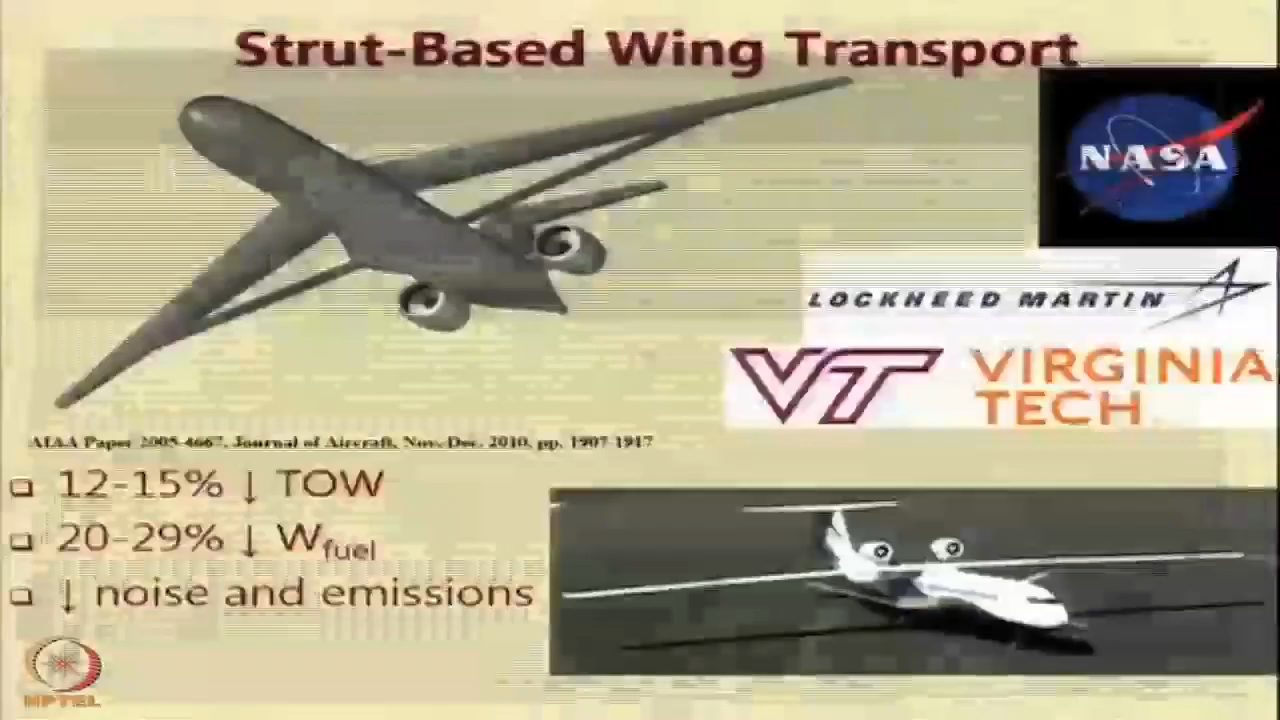 Strut-Based Wing Transport
NASA
LOCKHEED MARTIN
VT VIRGINIA
TECH
AIAA Paper 2005-4667, Journal of Aircraft, Nov-Dec. 2010, pp. 1907-1917
12-15% ↓ TOW
20-29% ↓ Wfuel
↓ noise and emissions
NPTEL